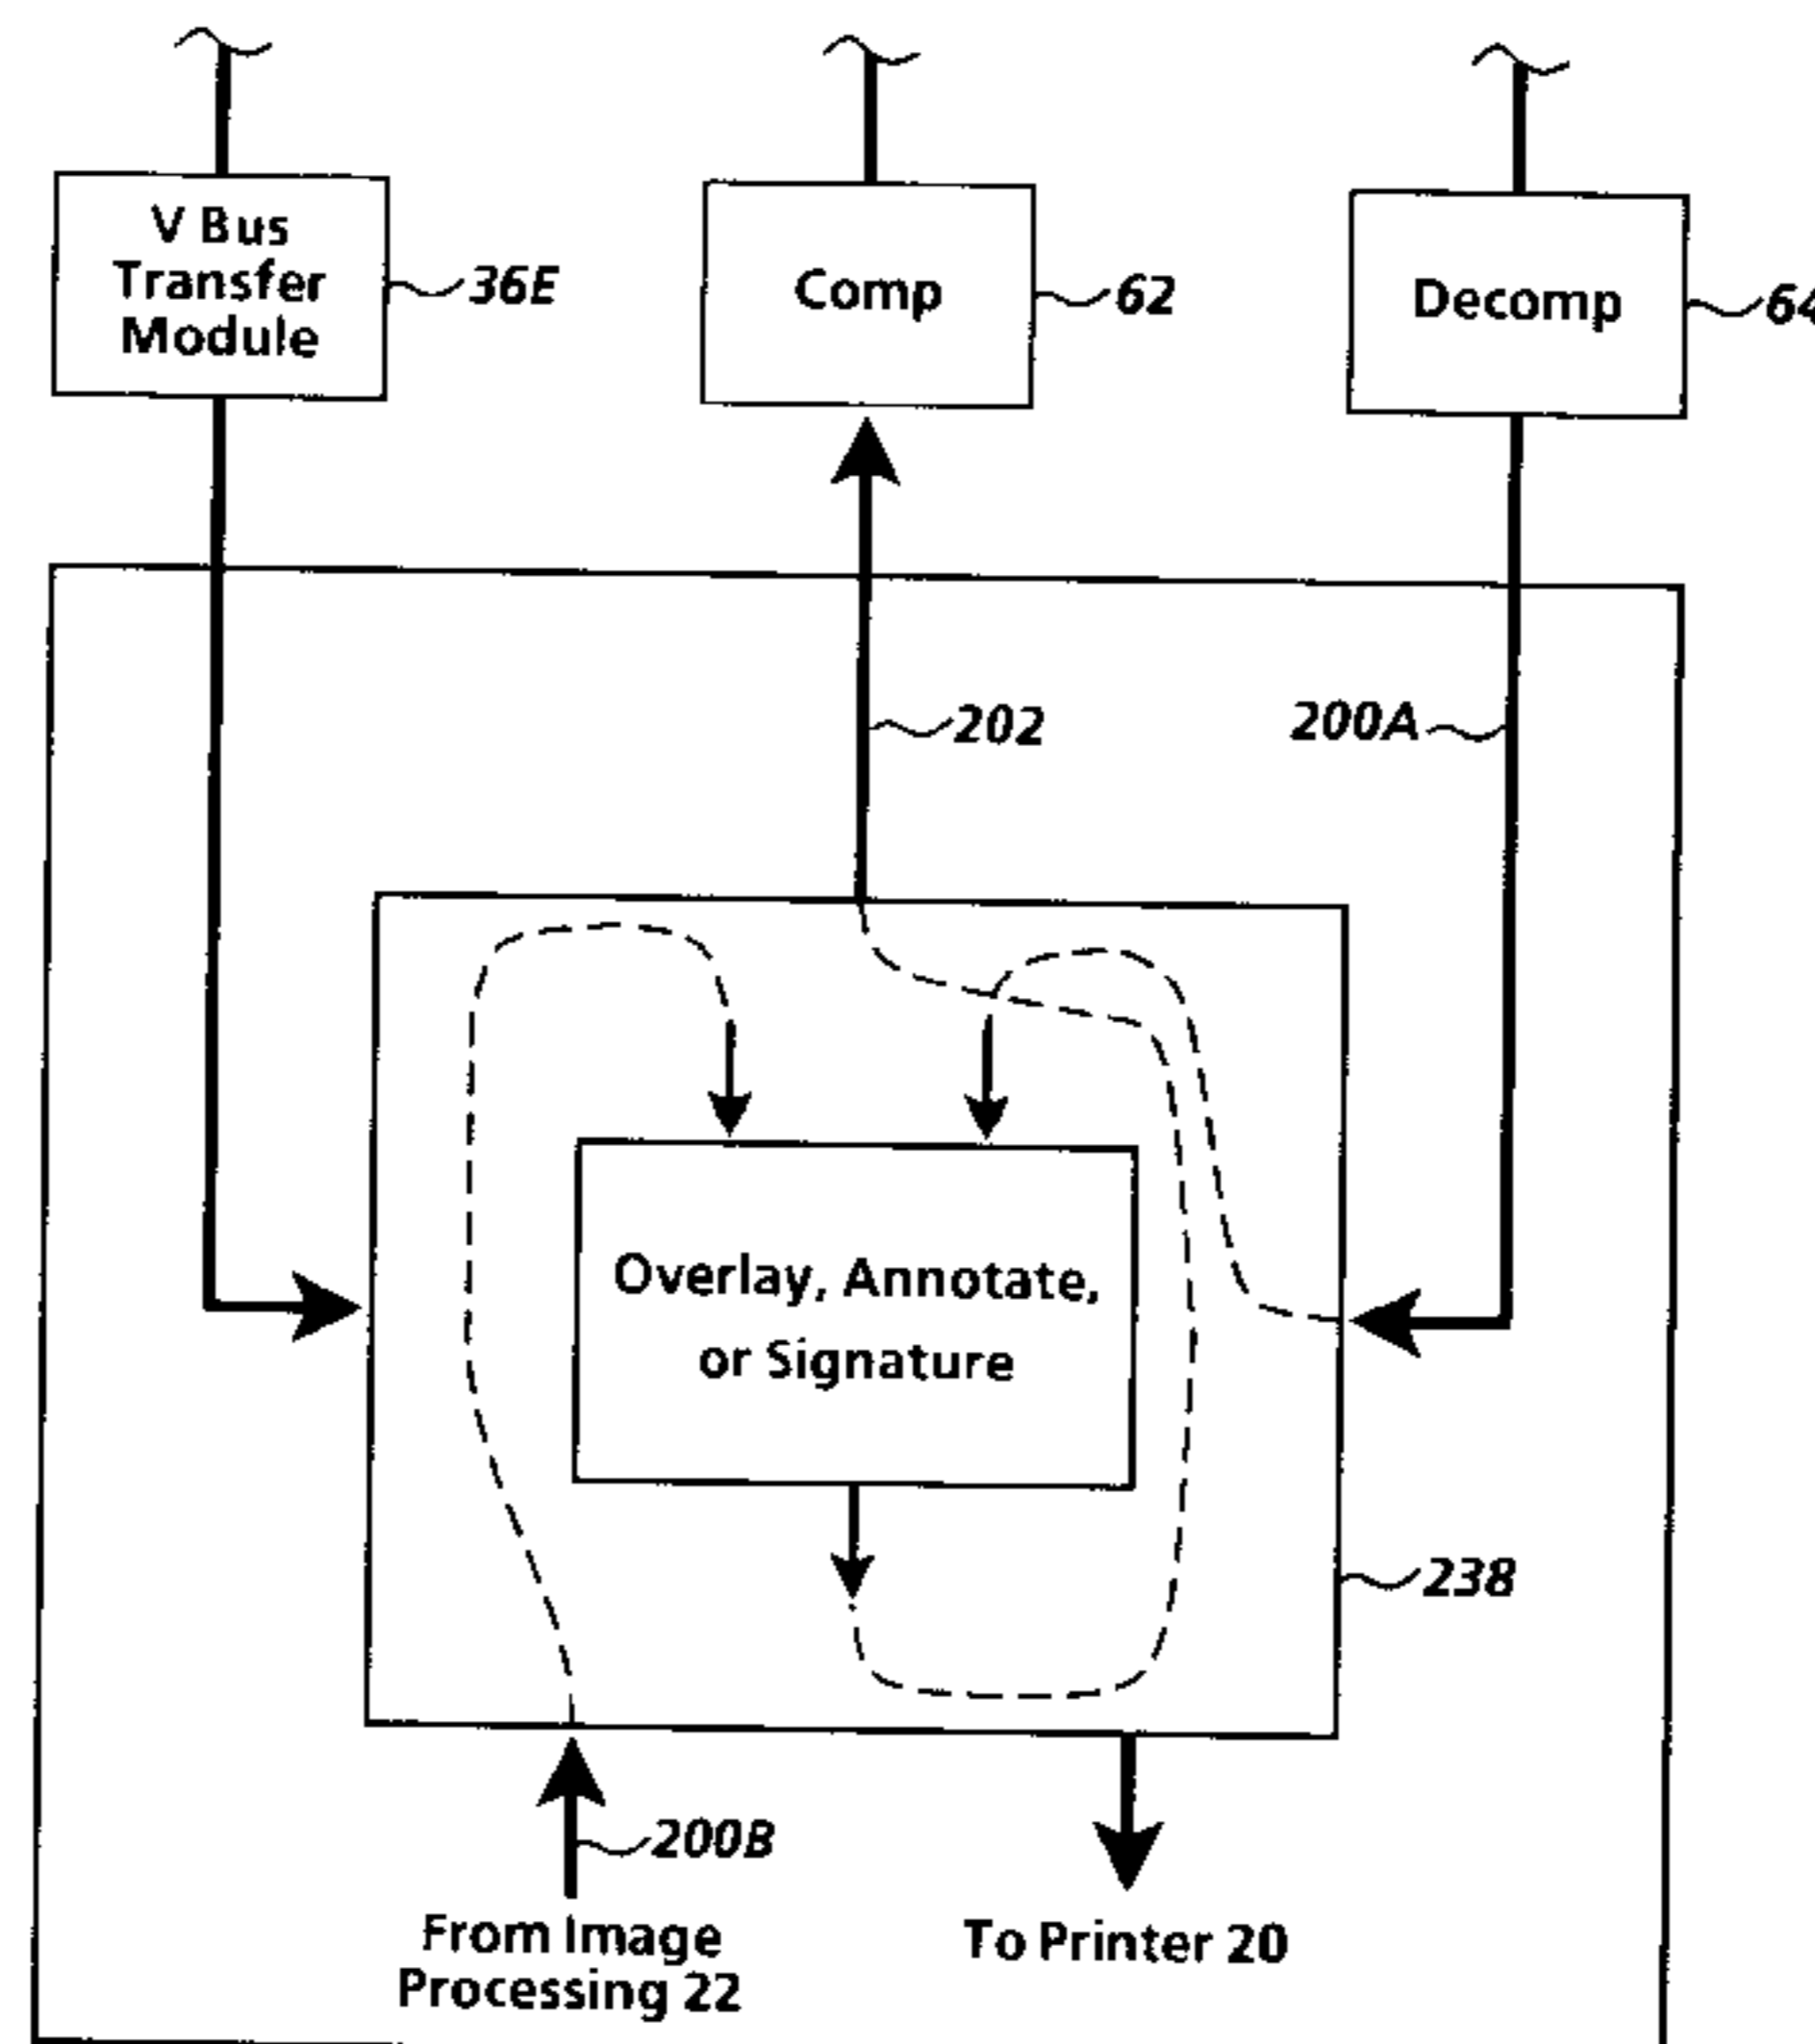 V Bus
Transfer
Module
36E
Comp
62
Decomp
64
202
200A
Overlay, Annotate,
or Signature
238
200B
From Image
Processing 22
To Printer 20